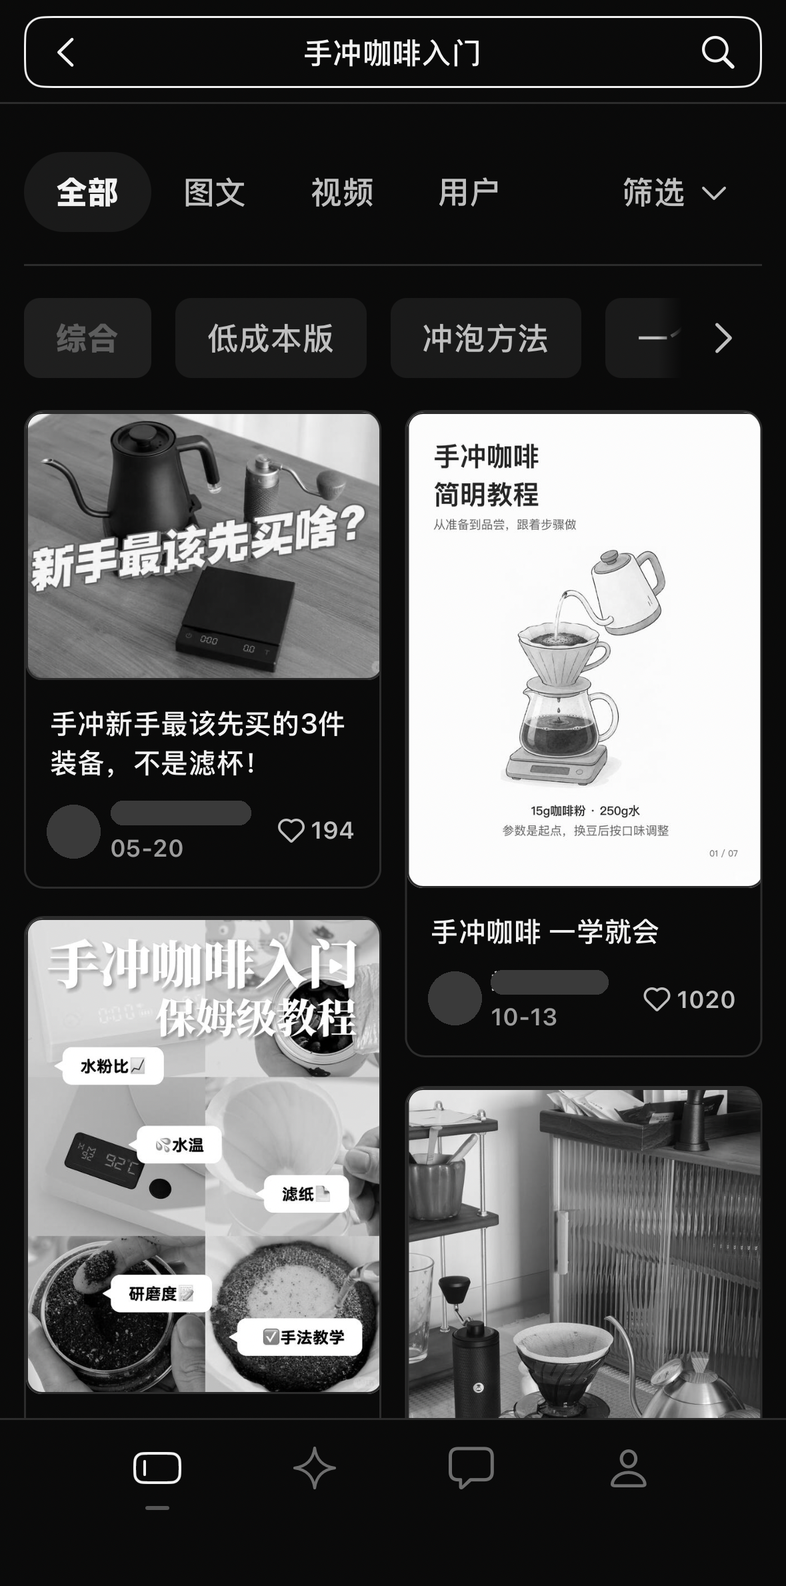 手冲咖啡入门
全部 图文 视频 用户 筛选
综合 低成本版 冲泡方法 一
新手最该先买啥?
0:00 0.0
手冲新手最该先买的3件
装备，不是滤杯！
05-20 194
手冲咖啡
简明教程
从准备到品尝，跟着步骤做
15g咖啡粉 · 250g水
参数是起点，换豆后按口味调整
01 / 07
手冲咖啡 一学就会
10-13 1020
手冲咖啡入门
保姆级教程
水粉比
水温
92℃
滤纸
研磨度
手法教学